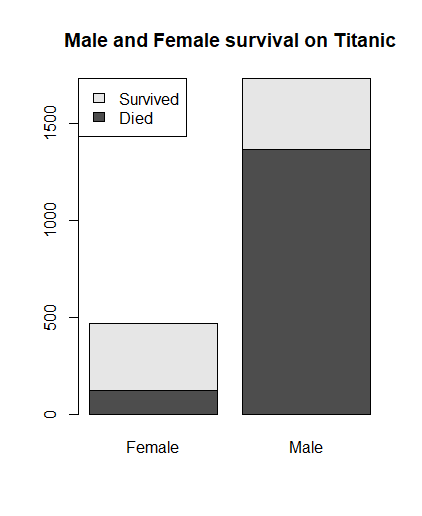 Male and Female survival on Titanic
Survived
Died
1500
1000
500
0
Female Male